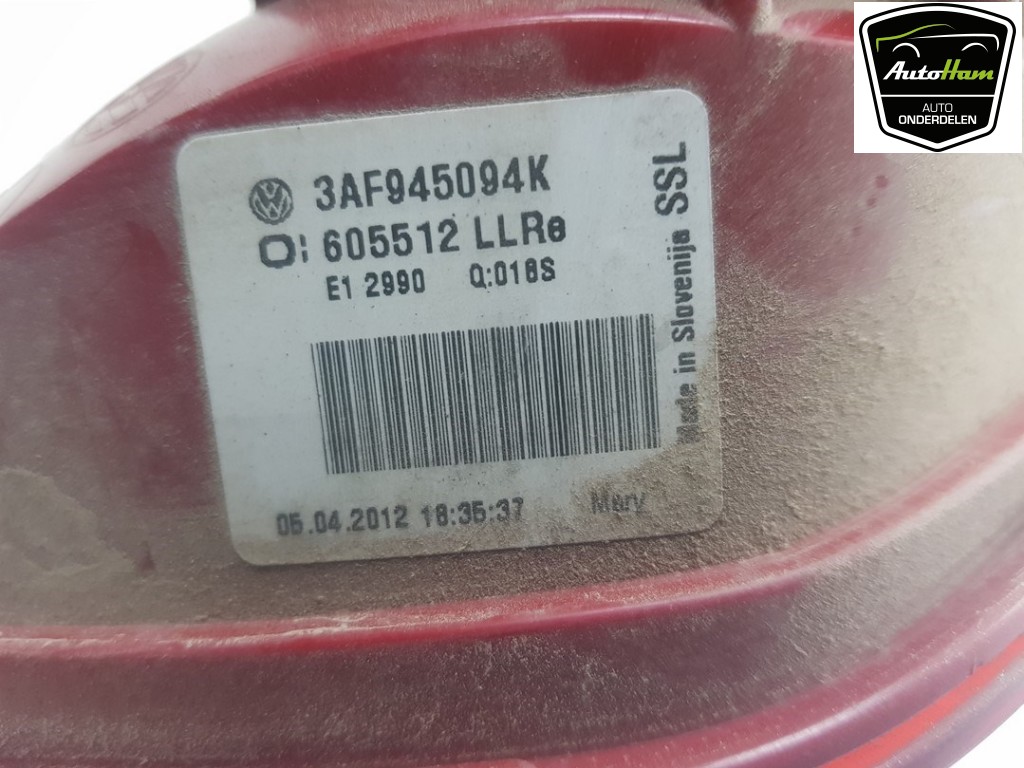 3AF945094K
O: 605512 LLRe
E1 2990 Q:018S
Made in Slovenija SSL
05.04.2012 18:35:37 Merv
AutoHam
AUTO
ONDERDELEN